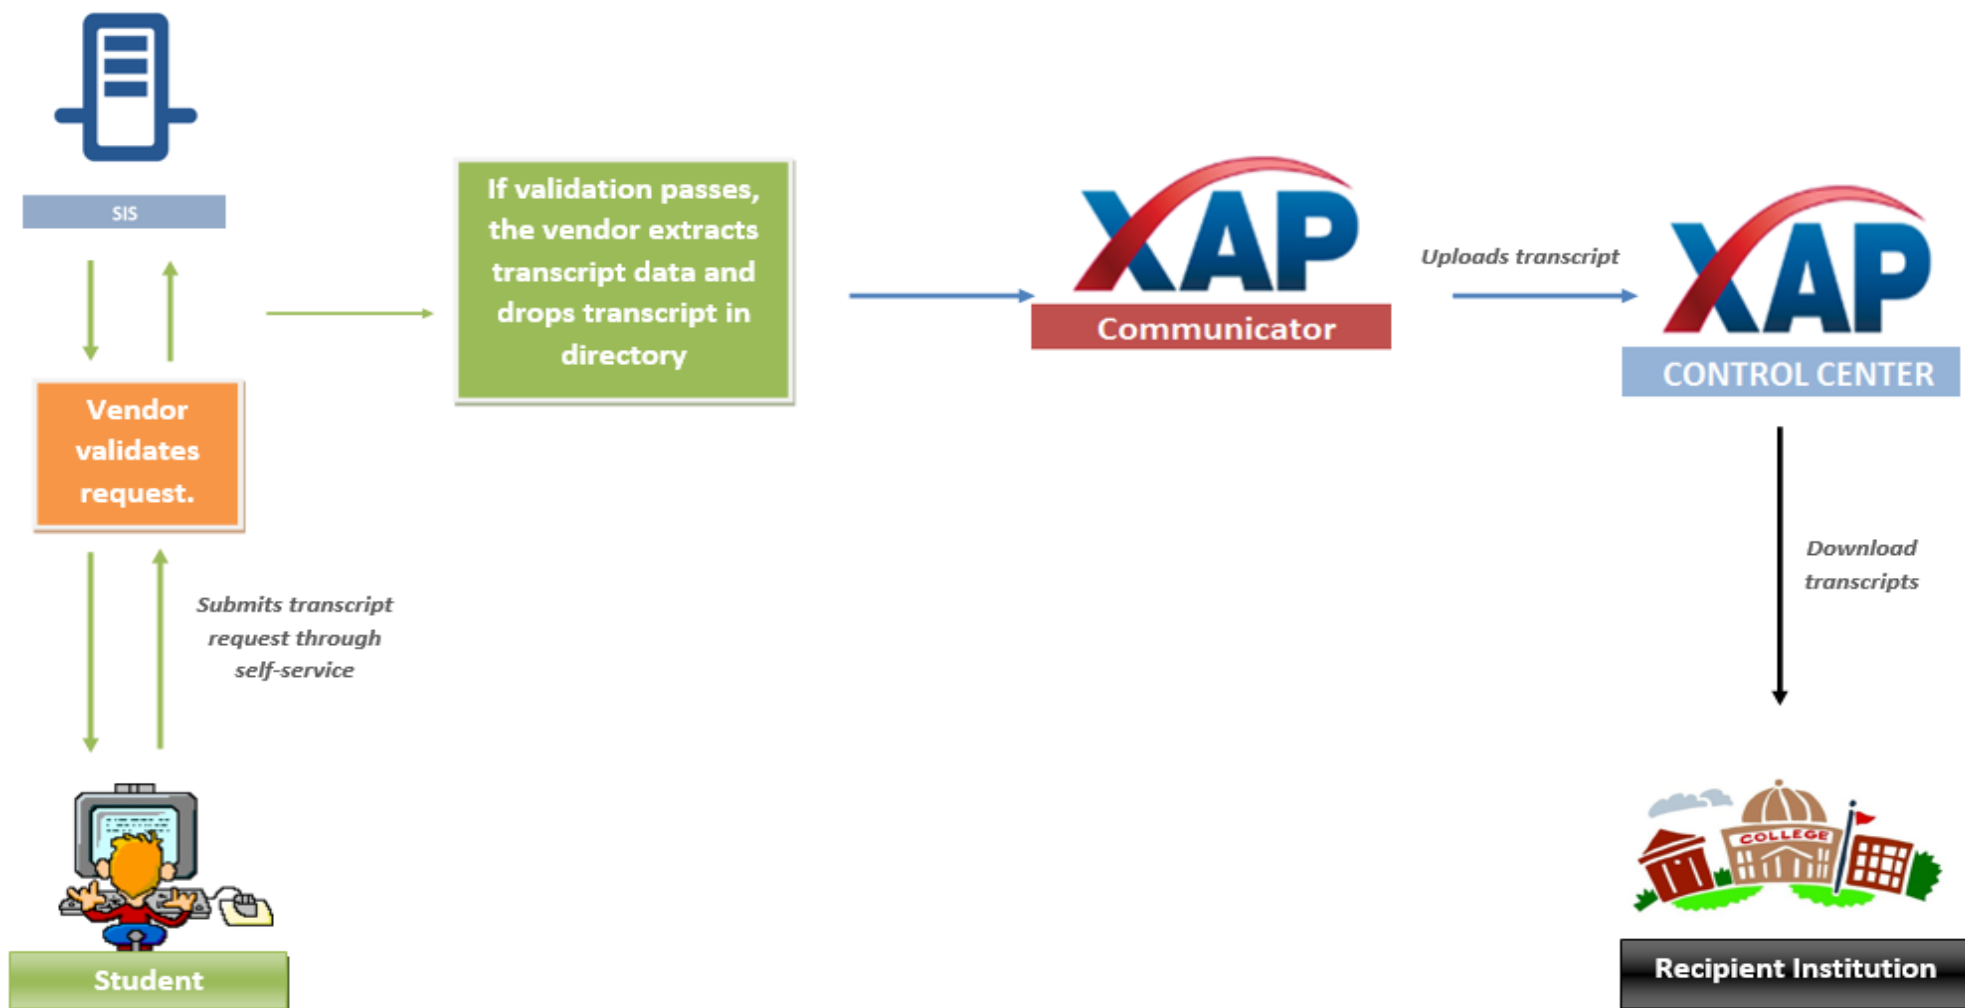 SIS
Vendor
validates
request.
Submits transcript
request through
self-service
Student
If validation passes,
the vendor extracts
transcript data and
drops transcript in
directory
XAP
Communicator
Uploads transcript
XAP
CONTROL CENTER
Download
transcripts
COLLEGE
Recipient Institution